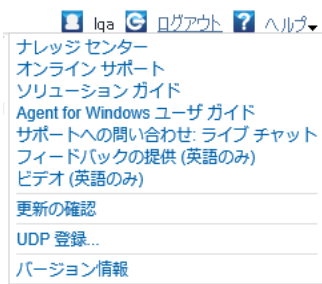 lqa ログアウト ヘルプ
ナレッジ センター
オンライン サポート
ソリューション ガイド
Agent for Windows ユーザ ガイド
サポートへの問い合わせ: ライブ チャット
フィードバックの提供 (英語のみ)
ビデオ (英語のみ)
更新の確認
UDP 登録...
バージョン情報